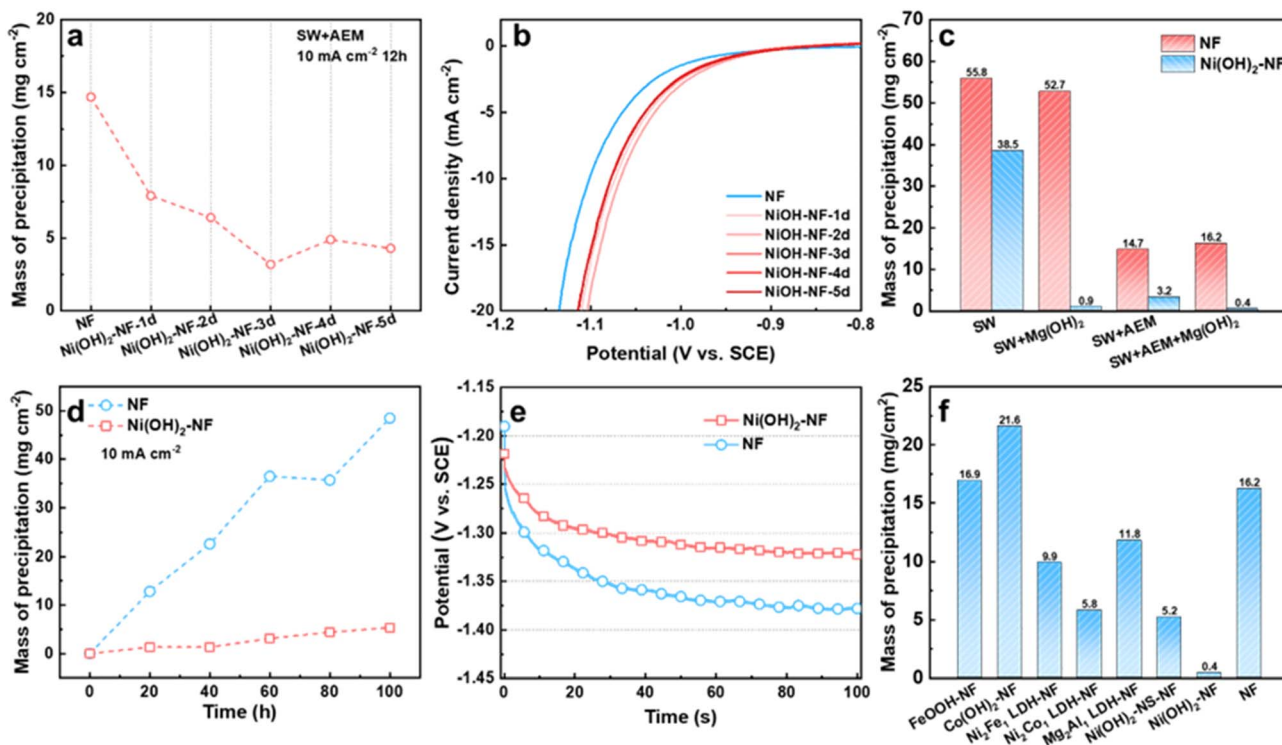 a
SW+AEM
10 mA cm⁻² 12h
Mass of precipitation (mg cm⁻²)
20
15
10
5
0
NF
Ni(OH)₂-NF-1d
Ni(OH)₂-NF-2d
Ni(OH)₂-NF-3d
Ni(OH)₂-NF-4d
Ni(OH)₂-NF-5d
b
Current density (mA cm⁻²)
0
-5
-10
-15
-20
NF
NiOH-NF-1d
NiOH-NF-2d
NiOH-NF-3d
NiOH-NF-4d
NiOH-NF-5d
-1.2 -1.1 -1.0 -0.9 -0.8
Potential (V vs. SCE)
c
NF
Ni(OH)₂-NF
Mass of precipitation (mg cm⁻²)
70
60
50
40
30
20
10
0
55.8
38.5
52.7
0.9
14.7
3.2
16.2
0.4
SW
SW+Mg(OH)₂
SW+AEM
SW+AEM+Mg(OH)₂
d
NF
Ni(OH)₂-NF
10 mA cm⁻²
Mass of precipitation (mg cm⁻²)
50
40
30
20
10
0
0 20 40 60 80 100
Time (h)
e
Ni(OH)₂-NF
NF
Potential (V vs. SCE)
-1.15
-1.20
-1.25
-1.30
-1.35
-1.40
-1.45
0 20 40 60 80 100
Time (s)
f
Mass of precipitation (mg/cm²)
25
20
15
10
5
0
16.9
21.6
9.9
5.8
11.8
5.2
0.4
16.2
FeOOH-NF
Co(OH)₂-NF
Ni₂Fe₁ LDH-NF
Ni₂Co₁ LDH-NF
Mg₂Al₁ LDH-NF
Ni(OH)₂-NS-NF
Ni(OH)₂-NF
NF